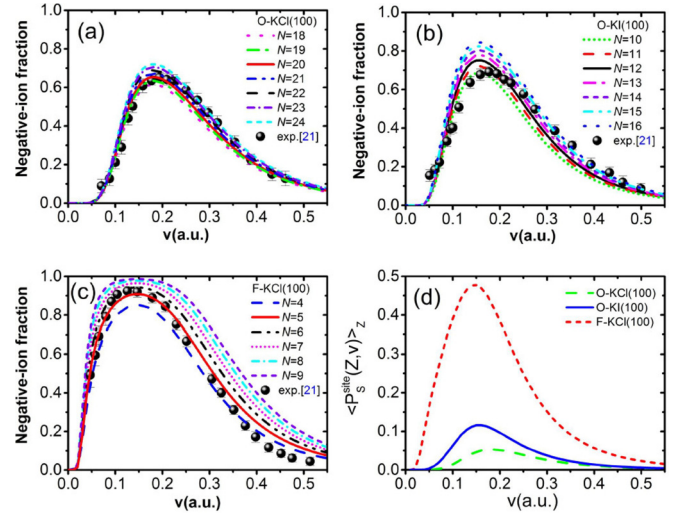 (a)
O-KCl(100)
N=18
N=19
N=20
N=21
N=22
N=23
N=24
exp.[21]
Negative-ion fraction
1.0
0.8
0.6
0.4
0.2
0.0
0.0 0.1 0.2 0.3 0.4 0.5
v(a.u.)
(b)
O-KI(100)
N=10
N=11
N=12
N=13
N=14
N=15
N=16
exp.[21]
Negative-ion fraction
1.0
0.8
0.6
0.4
0.2
0.0
0.0 0.1 0.2 0.3 0.4 0.5
v(a.u.)
(c)
F-KCl(100)
N=4
N=5
N=6
N=7
N=8
N=9
exp.[21]
Negative-ion fraction
1.0
0.8
0.6
0.4
0.2
0.0
0.0 0.1 0.2 0.3 0.4 0.5
v(a.u.)
(d)
O-KCl(100)
O-KI(100)
F-KCl(100)
<P_S^site(Z,v)>_Z
0.5
0.4
0.3
0.2
0.1
0.0
0.0 0.1 0.2 0.3 0.4 0.5
v(a.u.)